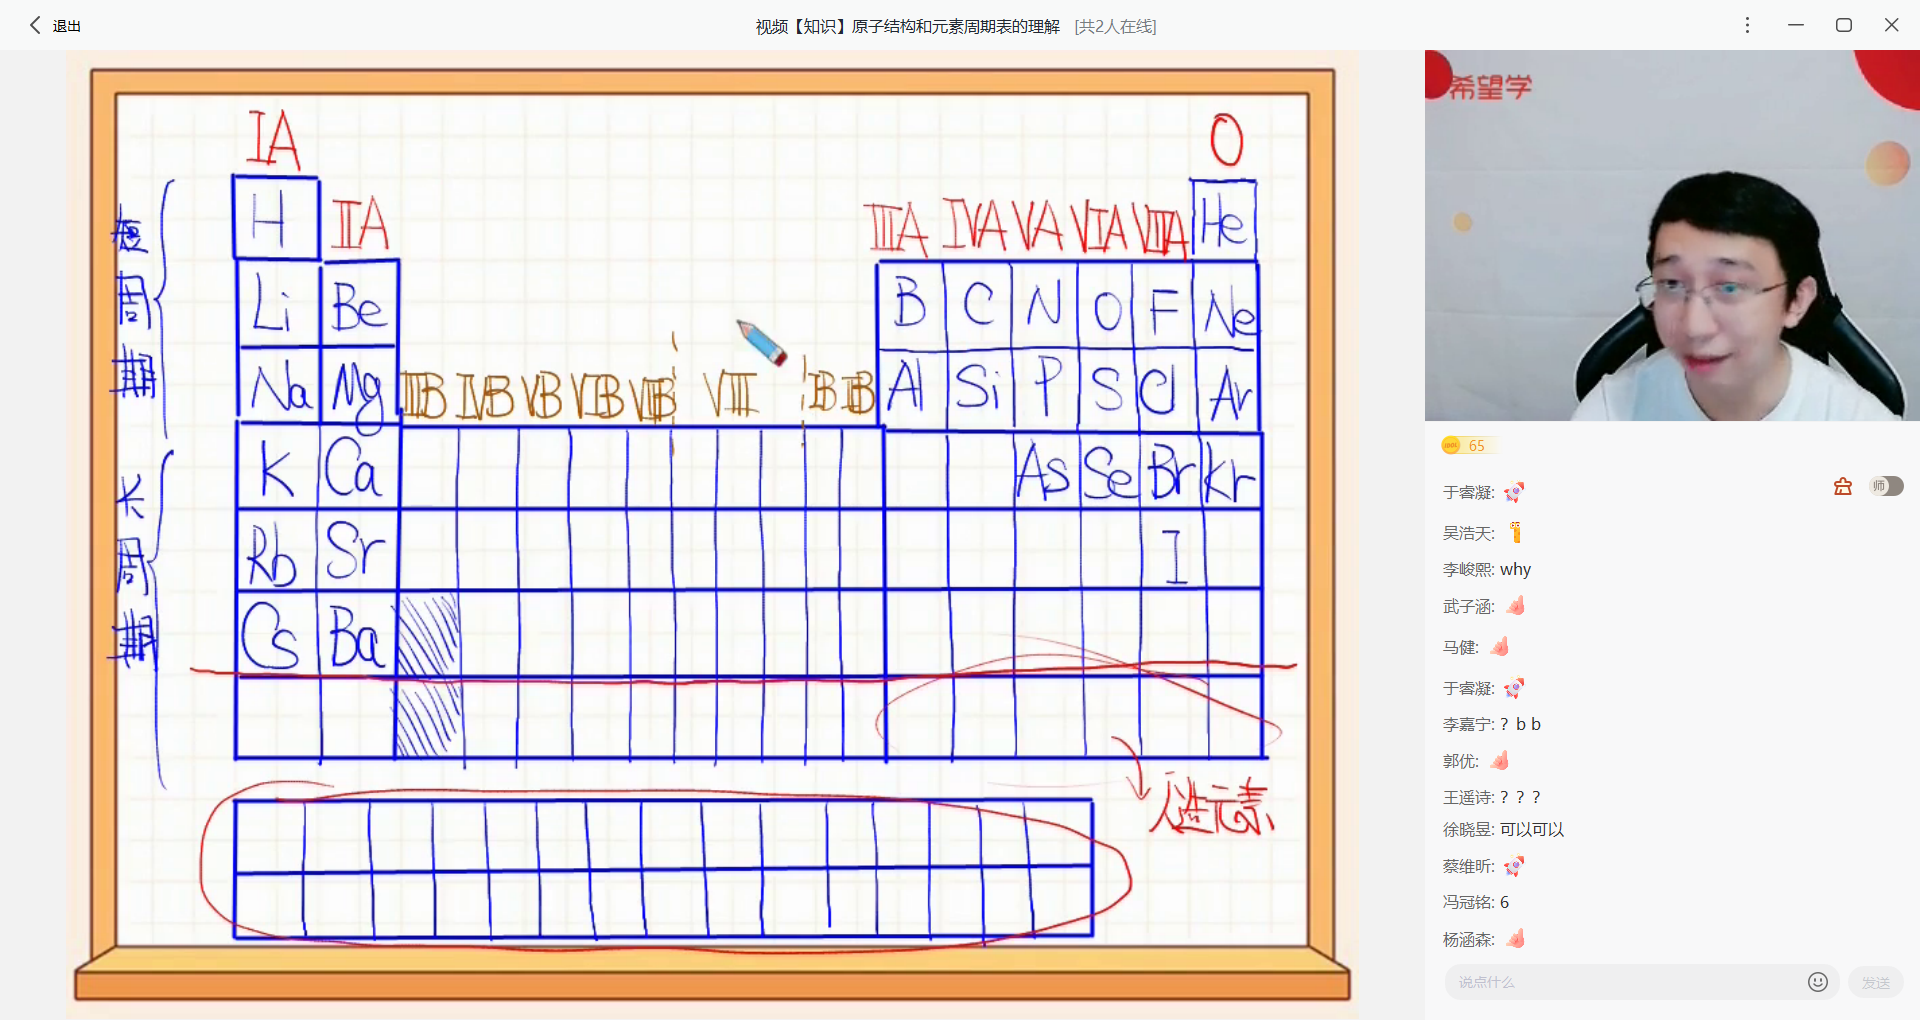 退出
视频【知识】原子结构和元素周期表的理解 [共2人在线]
IA
O
H
IIA
IIIA IVA VA VIA VIIA
He
Li Be
B C N O F Ne
Na Mg
IIIB IVB VB VIB VIIB VIII IB IIB
Al Si P S Cl Ar
K Ca
As Se Br Kr
Rb Sr
I
Cs Ba
短周期
长周期
人造元素
希望学
65
师
于睿凝:
吴浩天:
李峻熙: why
武子涵:
马健:
于睿凝:
李嘉宁: ? b b
郭优:
王遥诗: ? ? ?
徐晓昱: 可以可以
蔡维昕:
冯冠铭: 6
杨涵森:
说点什么
发送